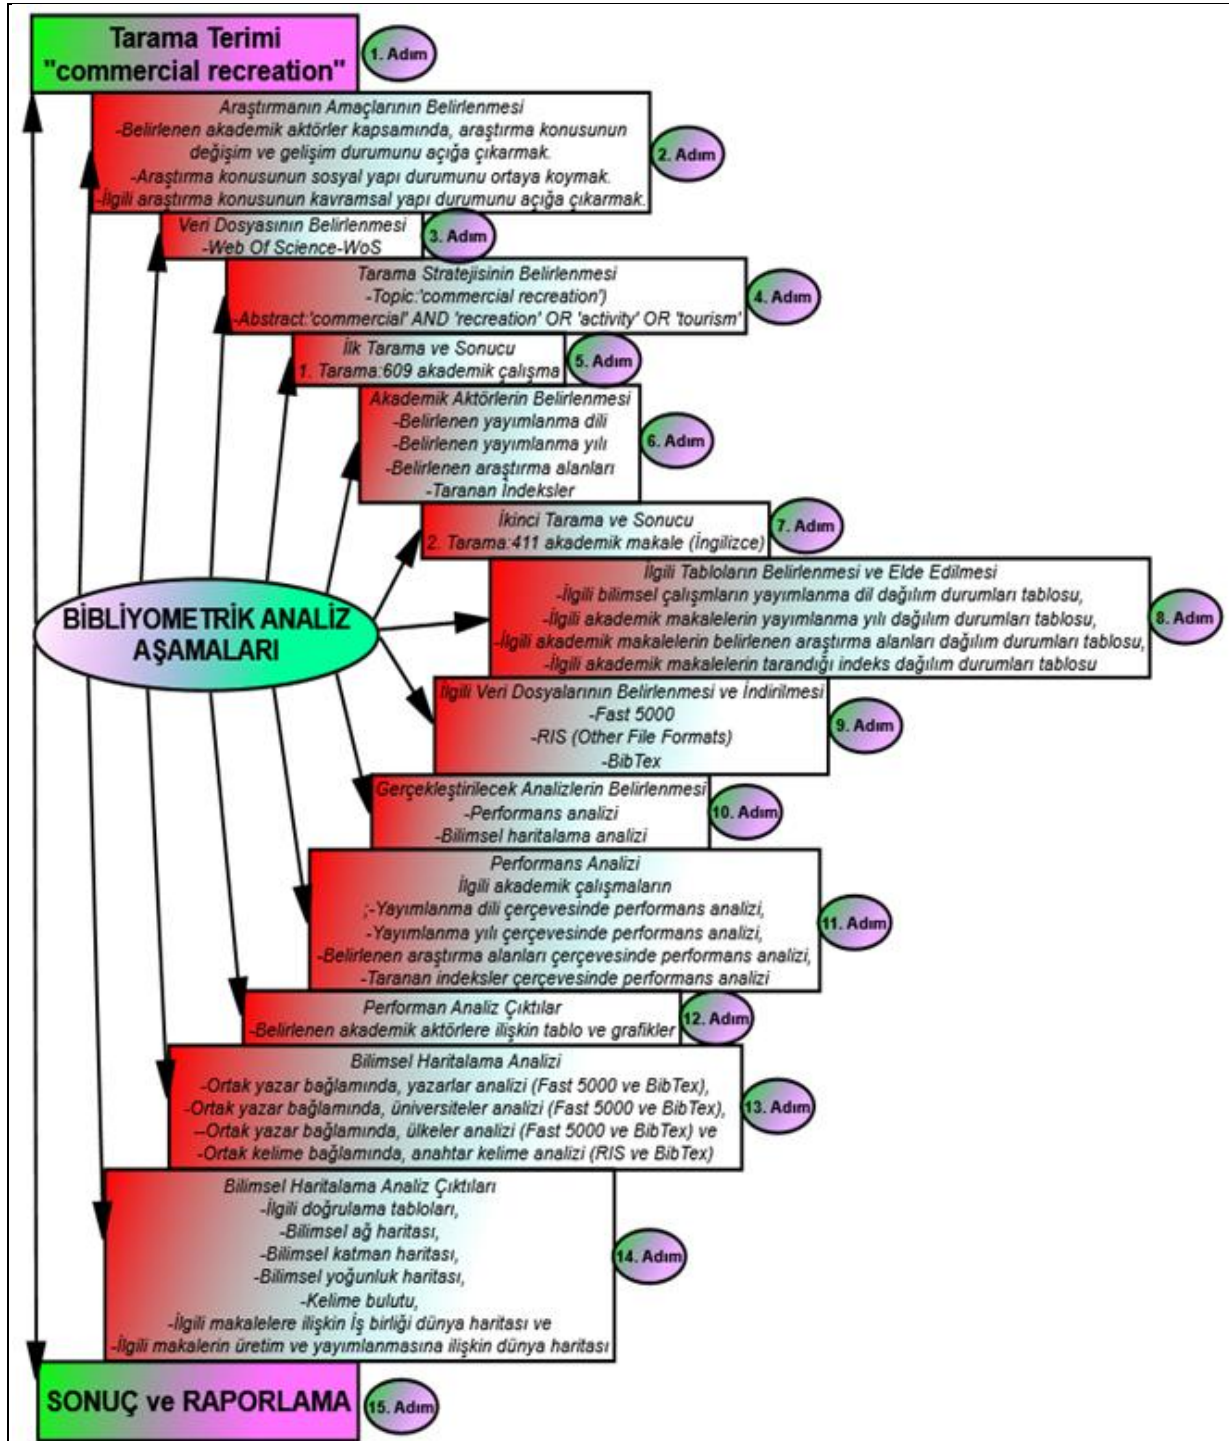 Tarama Terimi
"commercial recreation"
1. Adım
Araştırmanın Amaçlarının Belirlenmesi
-Belirlenen akademik aktörler kapsamında, araştırma konusunun
değişim ve gelişim durumunu açığa çıkarmak.
-Araştırma konusunun sosyal yapı durumunu ortaya koymak.
-İlgili araştırma konusunun kavramsal yapı durumunu açığa çıkarmak.
2. Adım
Veri Dosyasının Belirlenmesi
-Web Of Science-WoS
3. Adım
Tarama Stratejisinin Belirlenmesi
-Topic:'commercial recreation')
-Abstract:'commercial' AND 'recreation' OR 'activity' OR 'tourism'
4. Adım
İlk Tarama ve Sonucu
1. Tarama:609 akademik çalışma
5. Adım
Akademik Aktörlerin Belirlenmesi
-Belirlenen yayımlanma dili
-Belirlenen yayımlanma yılı
-Belirlenen araştırma alanları
-Taranan İndeksler
6. Adım
İkinci Tarama ve Sonucu
2. Tarama:411 akademik makale (İngilizce)
7. Adım
İlgili Tabloların Belirlenmesi ve Elde Edilmesi
-İlgili bilimsel çalışmların yayımlanma dil dağılım durumları tablosu,
-İlgili akademik makalelerin yayımlanma yılı dağılım durumları tablosu,
-İlgili akademik makalelerin belirlenen araştırma alanları dağılım durumları tablosu,
-İlgili akademik makalelerin tarandığı indeks dağılım durumları tablosu
8. Adım
BİBLİYOMETRİK ANALİZ
AŞAMALARI
İlgili Veri Dosyalarının Belirlenmesi ve İndirilmesi
-Fast 5000
-RIS (Other File Formats)
-BibTex
9. Adım
Gerçekleştirilecek Analizlerin Belirlenmesi
-Performans analizi
-Bilimsel haritalama analizi
10. Adım
Performans Analizi
İlgili akademik çalışmaların
;-Yayımlanma dili çerçevesinde performans analizi,
-Yayımlanma yılı çerçevesinde performans analizi,
-Belirlenen araştırma alanları çerçevesinde performans analizi,
-Taranan indeksler çerçevesinde performans analizi
11. Adım
Performan Analiz Çıktılar
-Belirlenen akademik aktörlere ilişkin tablo ve grafikler
12. Adım
Bilimsel Haritalama Analizi
-Ortak yazar bağlamında, yazarlar analizi (Fast 5000 ve BibTex),
-Ortak yazar bağlamında, üniversiteler analizi (Fast 5000 ve BibTex),
--Ortak yazar bağlamında, ülkeler analizi (Fast 5000 ve BibTex) ve
-Ortak kelime bağlamında, anahtar kelime analizi (RIS ve BibTex)
13. Adım
Bilimsel Haritalama Analiz Çıktıları
-İlgili doğrulama tabloları,
-Bilimsel ağ haritası,
-Bilimsel katman haritası,
-Bilimsel yoğunluk haritası,
-Kelime bulutu,
-İlgili makalelere ilişkin İş birliği dünya haritası ve
-İlgili makalerin üretim ve yayımlanmasına ilişkin dünya haritası
14. Adım
SONUÇ ve RAPORLAMA
15. Adım